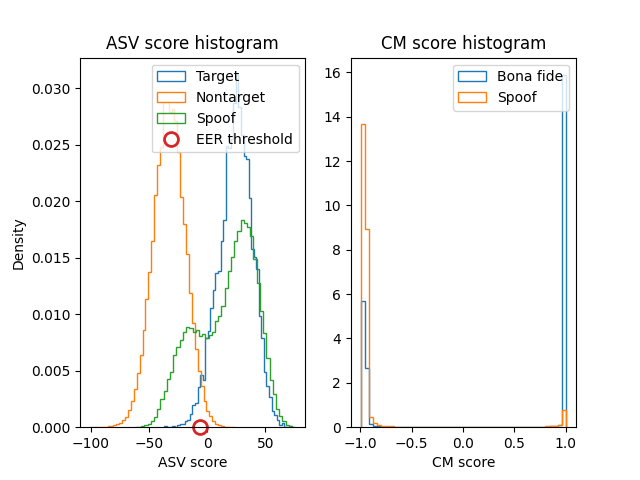 ASV score histogram
Target
Nontarget
Spoof
EER threshold
0.030
0.025
0.020
0.015
0.010
0.005
0.000
Density
−100
−50
0
50
ASV score
CM score histogram
Bona fide
Spoof
16
14
12
10
8
6
4
2
0
−1.0
−0.5
0.0
0.5
1.0
CM score